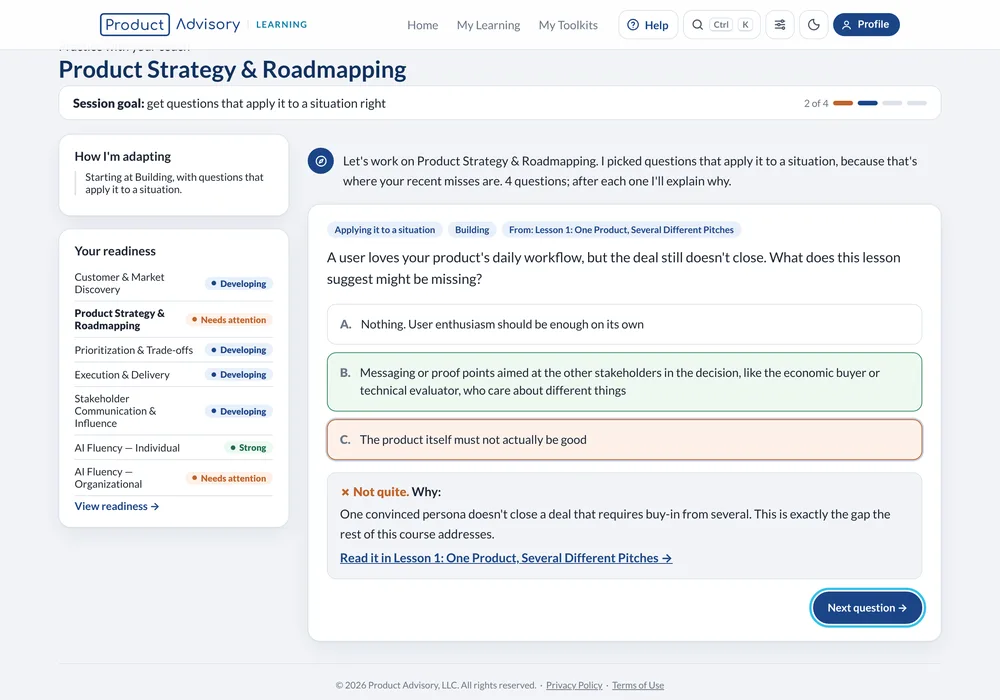 Product Advisory LEARNING
Home My Learning My Toolkits Help Ctrl K Profile
Practice with your coach
Product Strategy & Roadmapping
Session goal: get questions that apply it to a situation right
2 of 4
How I'm adapting
Starting at Building, with questions that
apply it to a situation.
Your readiness
Customer & Market
Discovery
Developing
Product Strategy &
Roadmapping
Needs attention
Prioritization & Trade-offs
Developing
Execution & Delivery
Developing
Stakeholder
Communication &
Influence
Developing
AI Fluency — Individual
Strong
AI Fluency —
Organizational
Needs attention
View readiness →
Let's work on Product Strategy & Roadmapping. I picked questions that apply it to a situation, because that's
where your recent misses are. 4 questions; after each one I'll explain why.
Applying it to a situation Building From: Lesson 1: One Product, Several Different Pitches
A user loves your product's daily workflow, but the deal still doesn't close. What does this lesson
suggest might be missing?
A. Nothing. User enthusiasm should be enough on its own
B. Messaging or proof points aimed at the other stakeholders in the decision, like the economic buyer or
technical evaluator, who care about different things
C. The product itself must not actually be good
× Not quite. Why:
One convinced persona doesn't close a deal that requires buy-in from several. This is exactly the gap the
rest of this course addresses.
Read it in Lesson 1: One Product, Several Different Pitches →
Next question →
© 2026 Product Advisory, LLC. All rights reserved. · Privacy Policy · Terms of Use